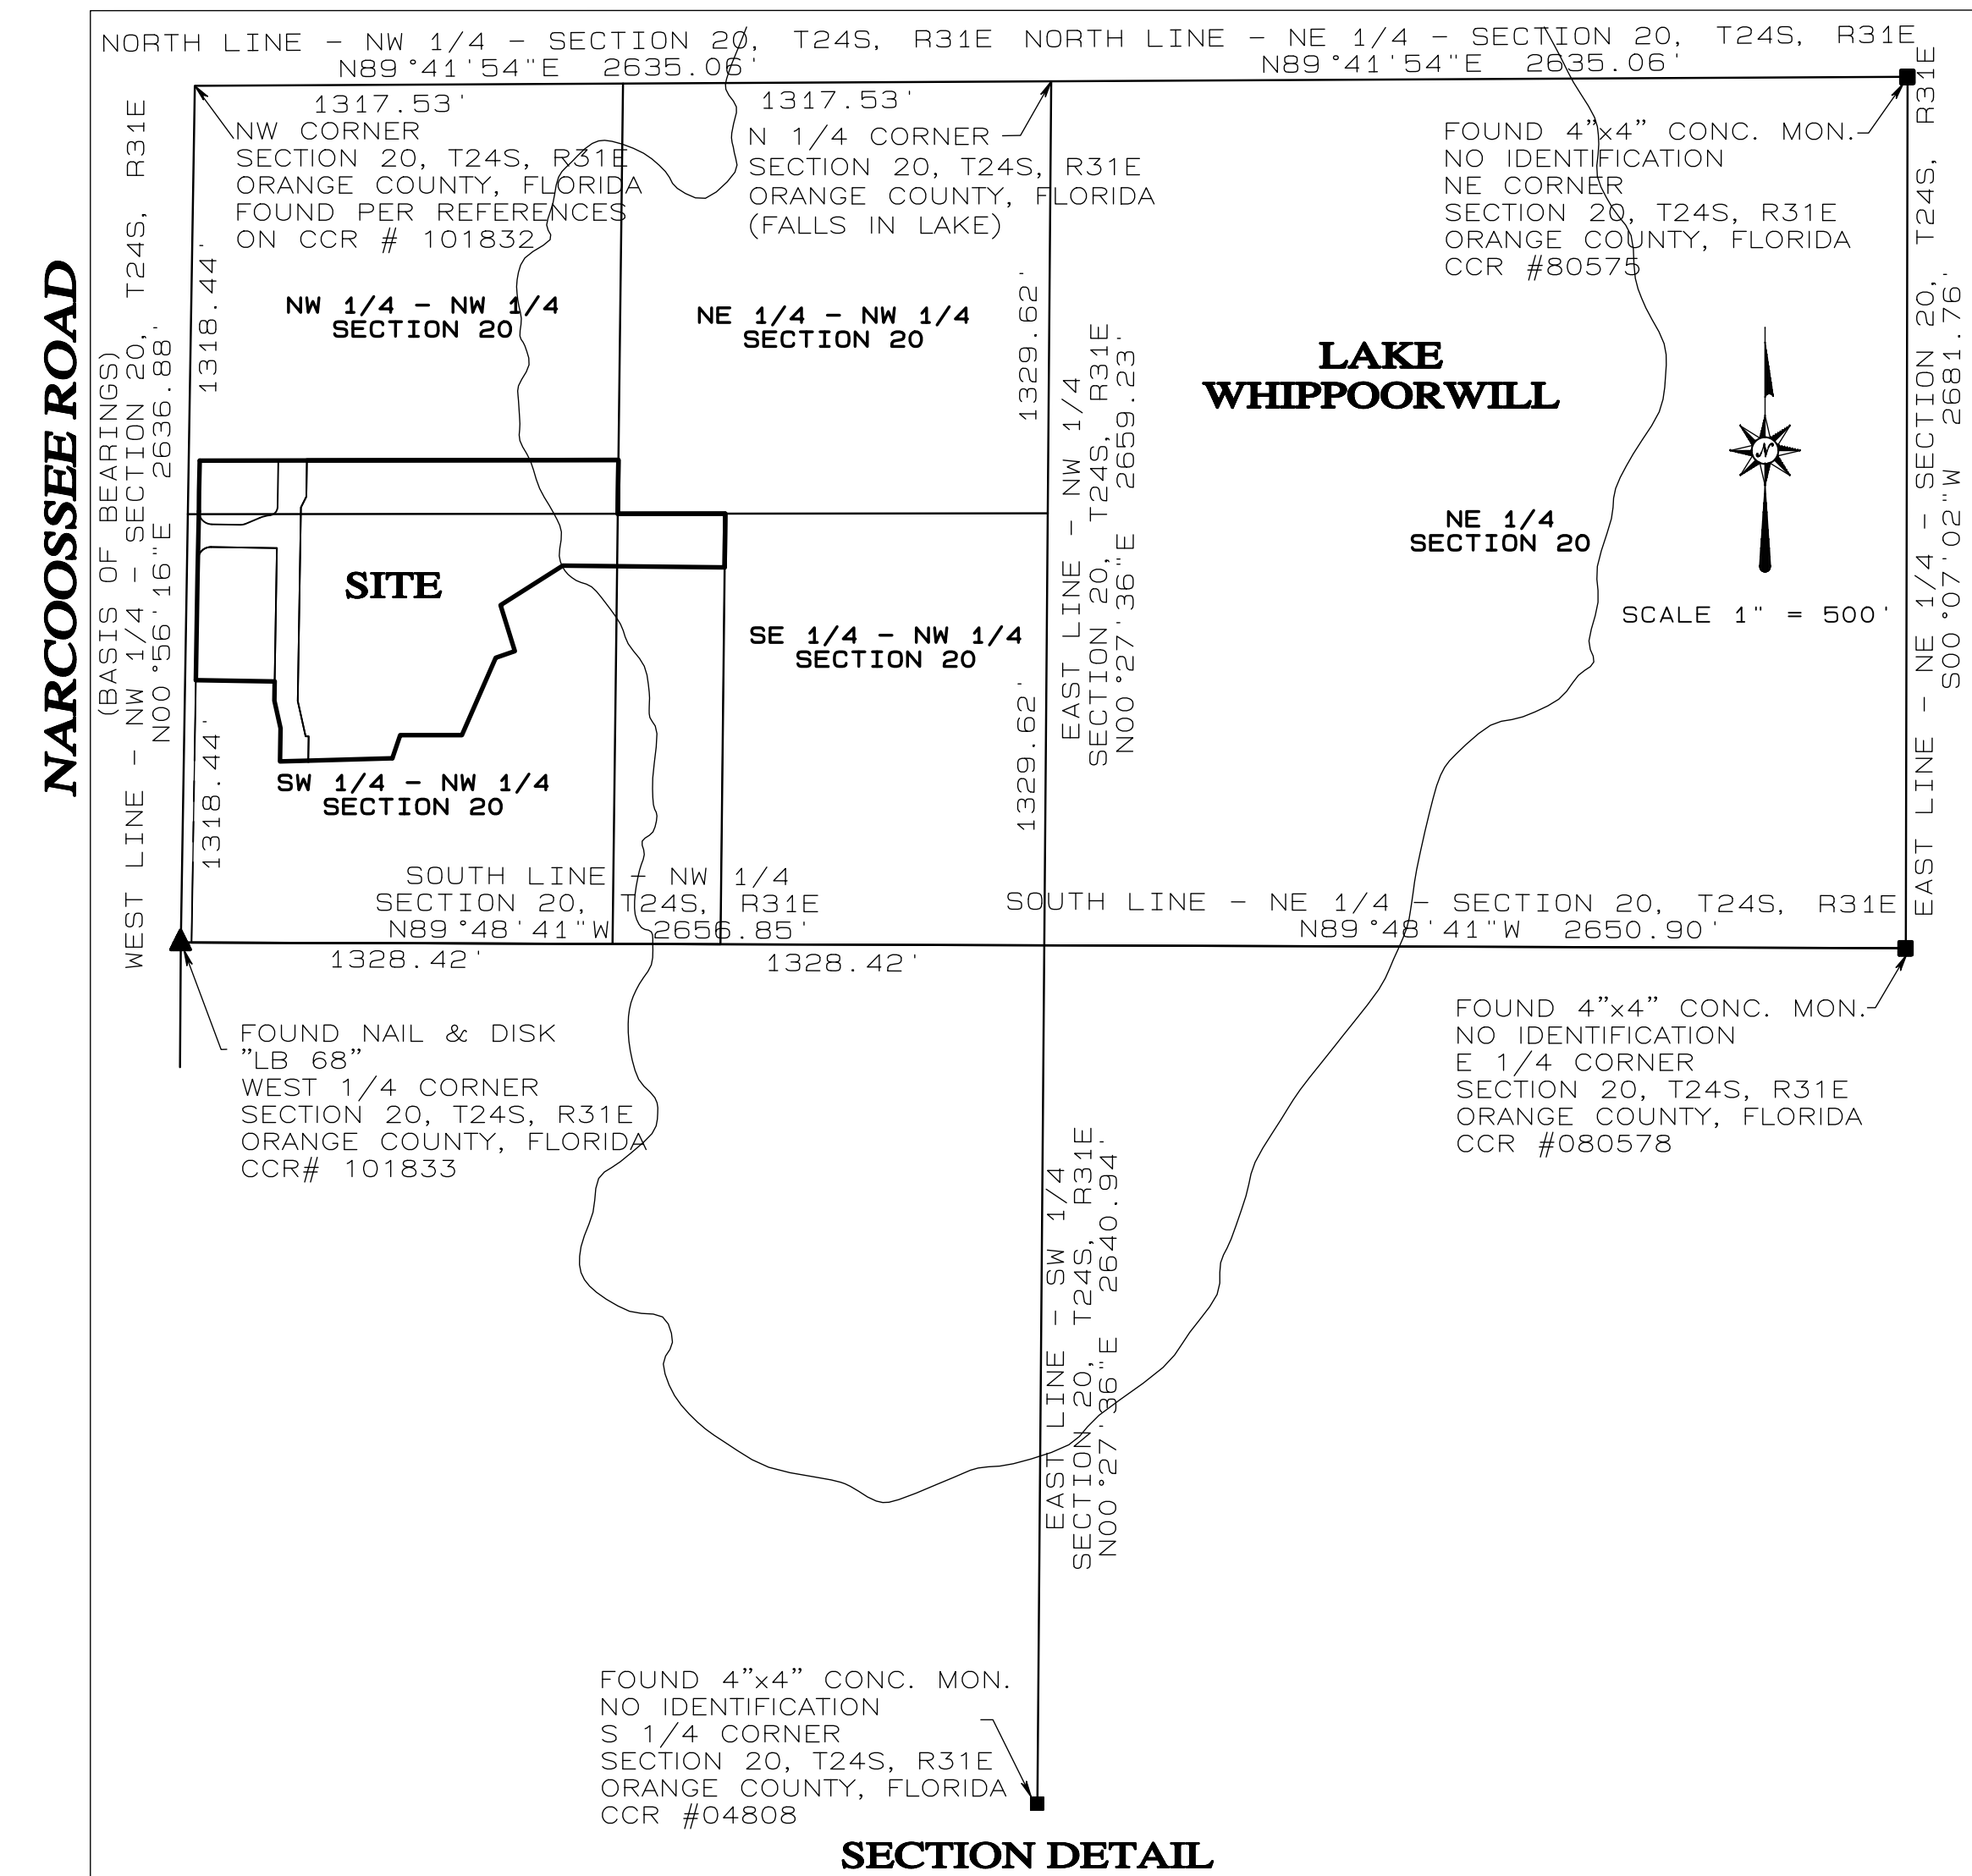 NORTH LINE - NW 1/4 - SECTION 20, T24S, R31E
N89°41'54"E 2635.06'
NORTH LINE - NE 1/4 - SECTION 20, T24S, R31E
N89°41'54"E 2635.06'
1317.53'
1317.53'
NW CORNER
SECTION 20, T24S, R31E
ORANGE COUNTY, FLORIDA
FOUND PER REFERENCES
ON CCR # 101832
N 1/4 CORNER
SECTION 20, T24S, R31E
ORANGE COUNTY, FLORIDA
(FALLS IN LAKE)
FOUND 4"x4" CONC. MON.
NO IDENTIFICATION
NE CORNER
SECTION 20, T24S, R31E
ORANGE COUNTY, FLORIDA
CCR #80575
NARCOOSSEE ROAD
(BASIS OF BEARINGS)
WEST LINE - NW 1/4 - SECTION 20, T24S, R31E
N00°56'16"E 2636.88'
1318.44'
1318.44'
NW 1/4 - NW 1/4
SECTION 20
NE 1/4 - NW 1/4
SECTION 20
1329.62'
1329.62'
EAST LINE - NW 1/4
SECTION 20, T24S, R31E
N00°27'36"E 2659.23'
LAKE
WHIPPOORWILL
N
NE 1/4
SECTION 20
SCALE 1" = 500'
EAST LINE - NE 1/4 - SECTION 20, T24S, R31E
S00°07'02"W 2681.76'
SITE
SE 1/4 - NW 1/4
SECTION 20
SW 1/4 - NW 1/4
SECTION 20
SOUTH LINE - NW 1/4
SECTION 20, T24S, R31E
N89°48'41"W 2656.85'
1328.42'
1328.42'
SOUTH LINE - NE 1/4 - SECTION 20, T24S, R31E
N89°48'41"W 2650.90'
FOUND NAIL & DISK
"LB 68"
WEST 1/4 CORNER
SECTION 20, T24S, R31E
ORANGE COUNTY, FLORIDA
CCR# 101833
FOUND 4"x4" CONC. MON.
NO IDENTIFICATION
E 1/4 CORNER
SECTION 20, T24S, R31E
ORANGE COUNTY, FLORIDA
CCR #080578
EAST LINE - SW 1/4
SECTION 20, T24S, R31E
N00°27'36"E 2640.94'
FOUND 4"x4" CONC. MON.
NO IDENTIFICATION
S 1/4 CORNER
SECTION 20, T24S, R31E
ORANGE COUNTY, FLORIDA
CCR #04808
SECTION DETAIL